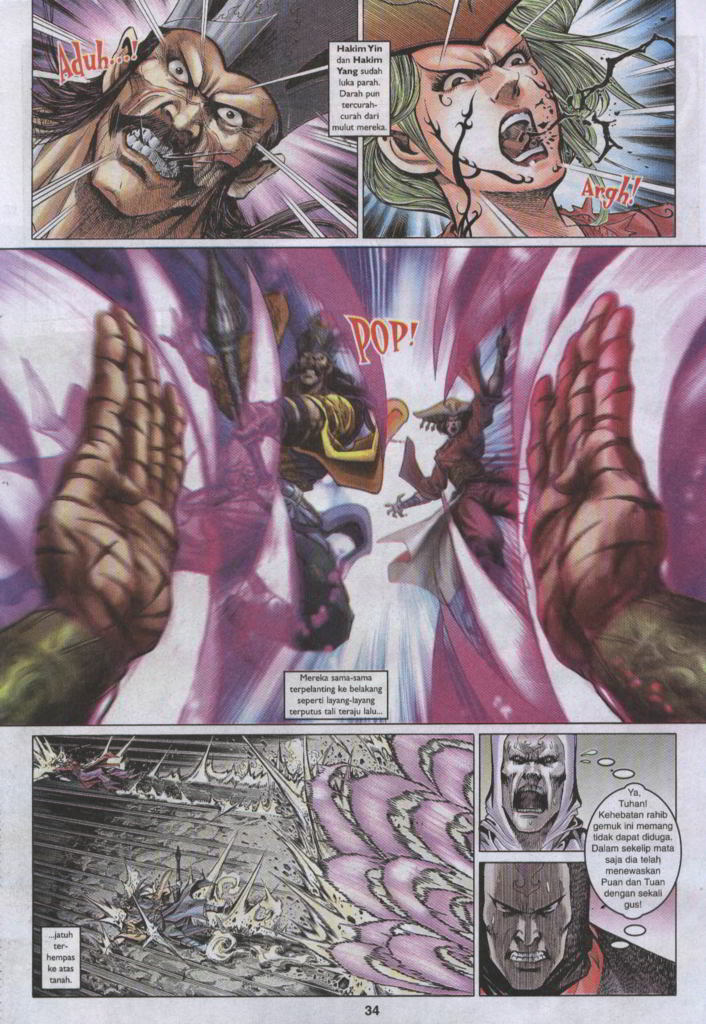 Aduh...!
Hakim Yin
dan Hakim
Yang sudah
luka parah.
Darah pun
tercurah-
curah dari
mulut mereka.
Argh!
POP!
Mereka sama-sama
terpelanting ke belakang
seperti layang-layang
terputus tali teraju lalu...
...jatuh
ter-
hempas
ke atas
tanah.
Ya,
Tuhan!
Kehebatan rahib
gemuk ini memang
tidak dapat diduga.
Dalam sekelip mata
saja dia telah
menewaskan
Puan dan Tuan
dengan sekali
gus!
34